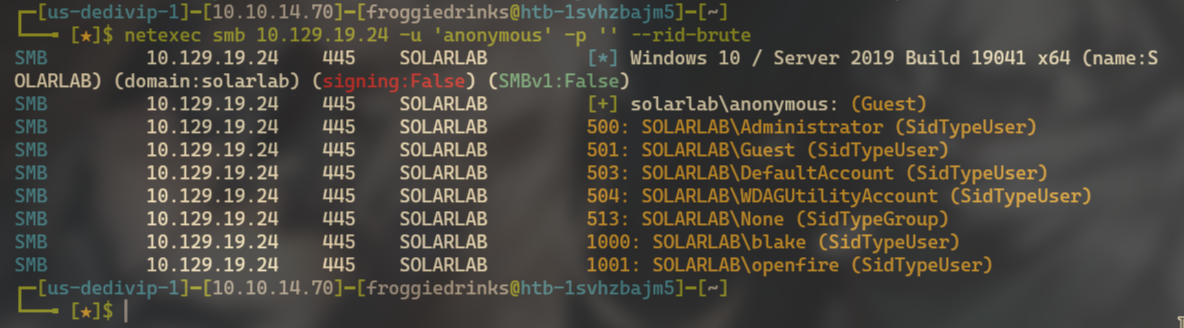 [us-dedivip-1]-[10.10.14.70]-[froggiedrinks@htb-1svhzbajm5]-[~]
[★]$ netexec smb 10.129.19.24 -u 'anonymous' -p '' --rid-brute
SMB 10.129.19.24 445 SOLARLAB [*] Windows 10 / Server 2019 Build 19041 x64 (name:S
OLARLAB) (domain:solarlab) (signing:False) (SMBv1:False)
SMB 10.129.19.24 445 SOLARLAB [+] solarlab\anonymous: (Guest)
SMB 10.129.19.24 445 SOLARLAB 500: SOLARLAB\Administrator (SidTypeUser)
SMB 10.129.19.24 445 SOLARLAB 501: SOLARLAB\Guest (SidTypeUser)
SMB 10.129.19.24 445 SOLARLAB 503: SOLARLAB\DefaultAccount (SidTypeUser)
SMB 10.129.19.24 445 SOLARLAB 504: SOLARLAB\WDAGUtilityAccount (SidTypeUser)
SMB 10.129.19.24 445 SOLARLAB 513: SOLARLAB\None (SidTypeGroup)
SMB 10.129.19.24 445 SOLARLAB 1000: SOLARLAB\blake (SidTypeUser)
SMB 10.129.19.24 445 SOLARLAB 1001: SOLARLAB\openfire (SidTypeUser)
[us-dedivip-1]-[10.10.14.70]-[froggiedrinks@htb-1svhzbajm5]-[~]
[★]$